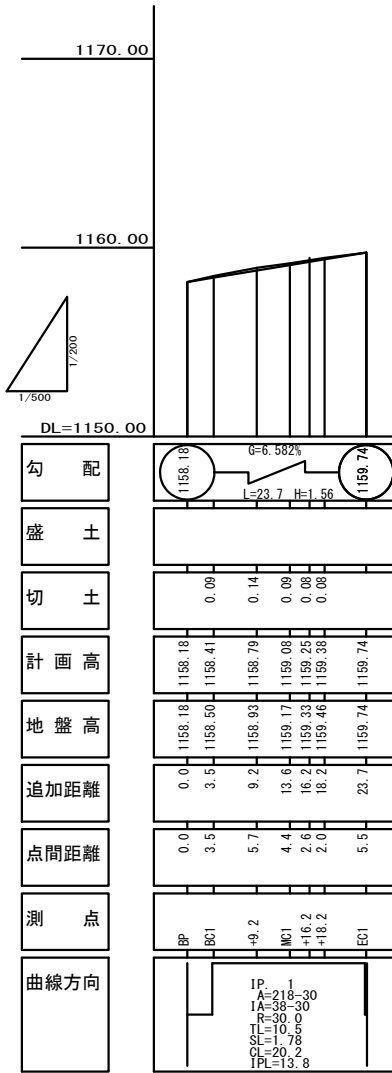 1170.00
1160.00
1/200
1/500
DL=1150.00
勾配
1158.18
G=6.582%
L=23.7 H=1.56
1159.74
盛土
切土
0.09 0.14 0.09 0.08 0.08
計画高
1158.18 1158.41 1158.79 1159.08 1159.25 1159.38 1159.74
地盤高
1158.18 1158.50 1158.93 1159.17 1159.33 1159.46 1159.74
追加距離
0.0 3.5 9.2 13.6 16.2 18.2 23.7
点間距離
0.0 3.5 5.7 4.4 2.6 2.0 5.5
測点
BP BC1 +9.2 MC1 +16.2 +18.2 EC1
曲線方向
IP. 1
A=218-30
IA=38-30
R=30.0
TL=10.5
SL=1.78
CL=20.2
IPL=13.8